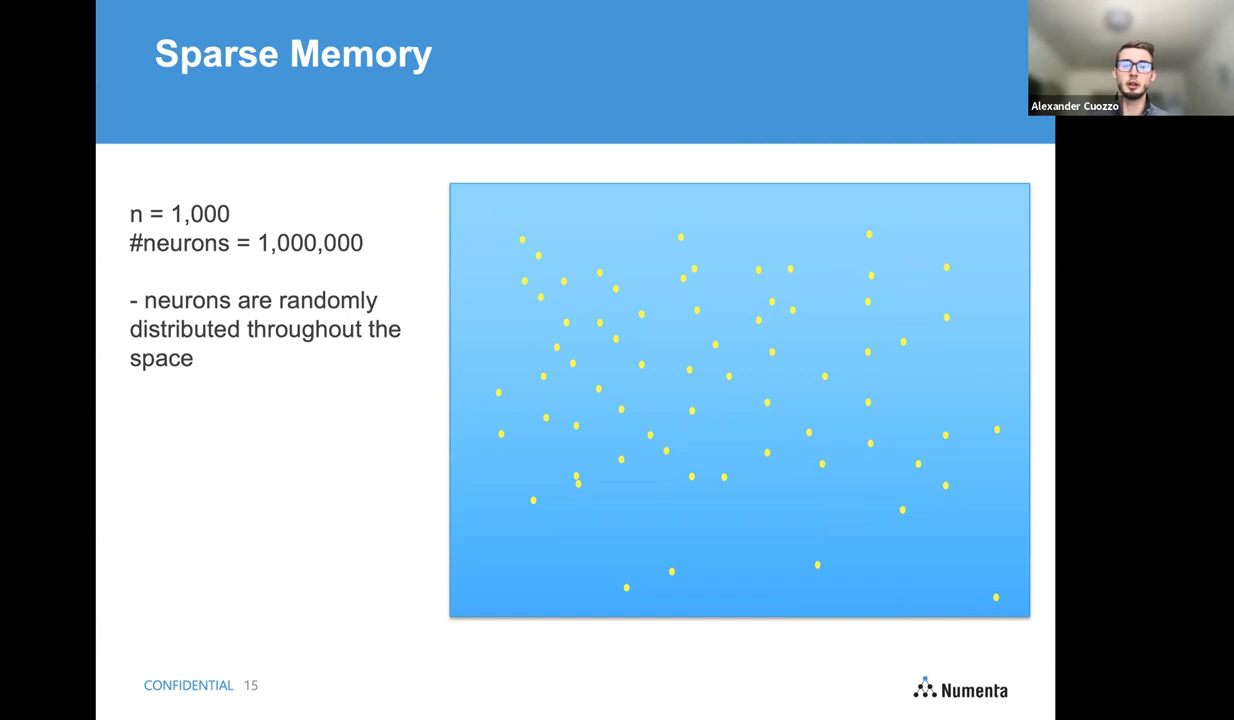 Sparse Memory
Alexander Cuozzo
n = 1,000
#neurons = 1,000,000
- neurons are randomly
distributed throughout the
space
CONFIDENTIAL 15
Numenta